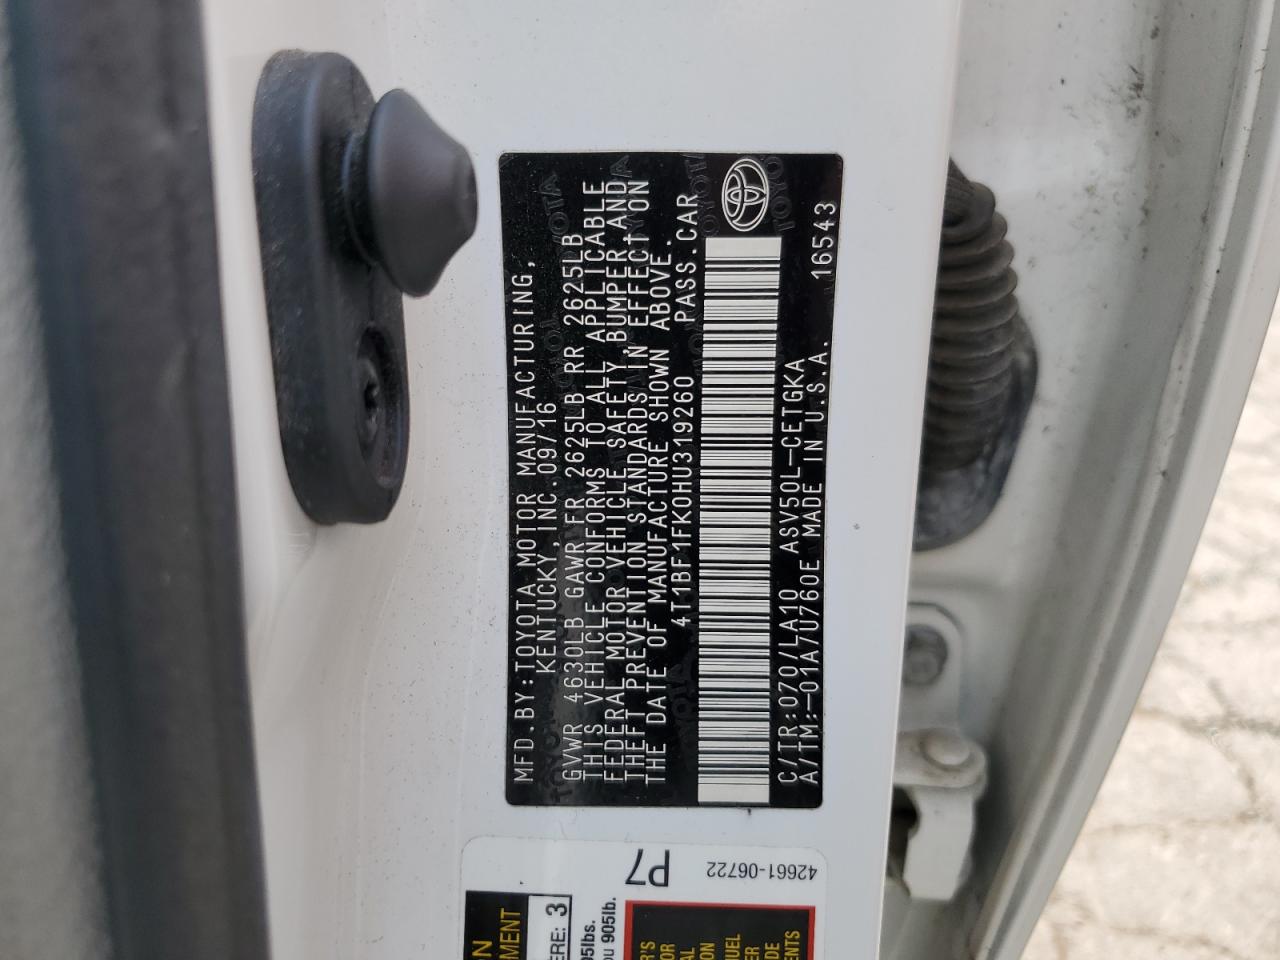 MFD.BY:TOYOTA MOTOR MANUFACTURING,
KENTUCKY,INC.09/16
GVWR 4630LB GAWR FR 2625LB RR 2625LB
THIS VEHICLE CONFORMS TO ALL APPLICABLE
FEDERAL MOTOR VEHICLE SAFETY,BUMPER AND
THEFT PREVENTION STANDARDS IN EFFECT ON
THE DATE OF MANUFACTURE SHOWN ABOVE.
4T1BF1FK0HU319260 PASS.CAR
C/TR:070/LA10 ASV50L-CETGKA
A/TM:-01A/U760E MADE IN U.S.A. 16543
P7
42661-06722
3